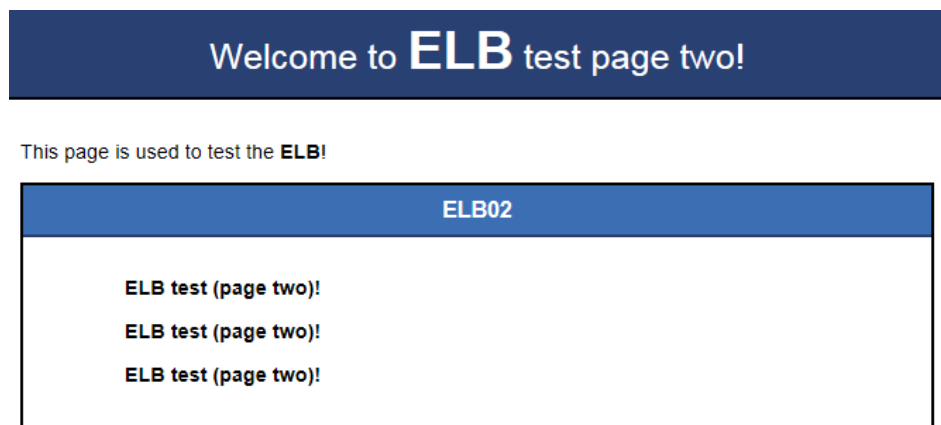 Welcome to ELB test page two!
This page is used to test the ELB!
ELB02
ELB test (page two)!
ELB test (page two)!
ELB test (page two)!